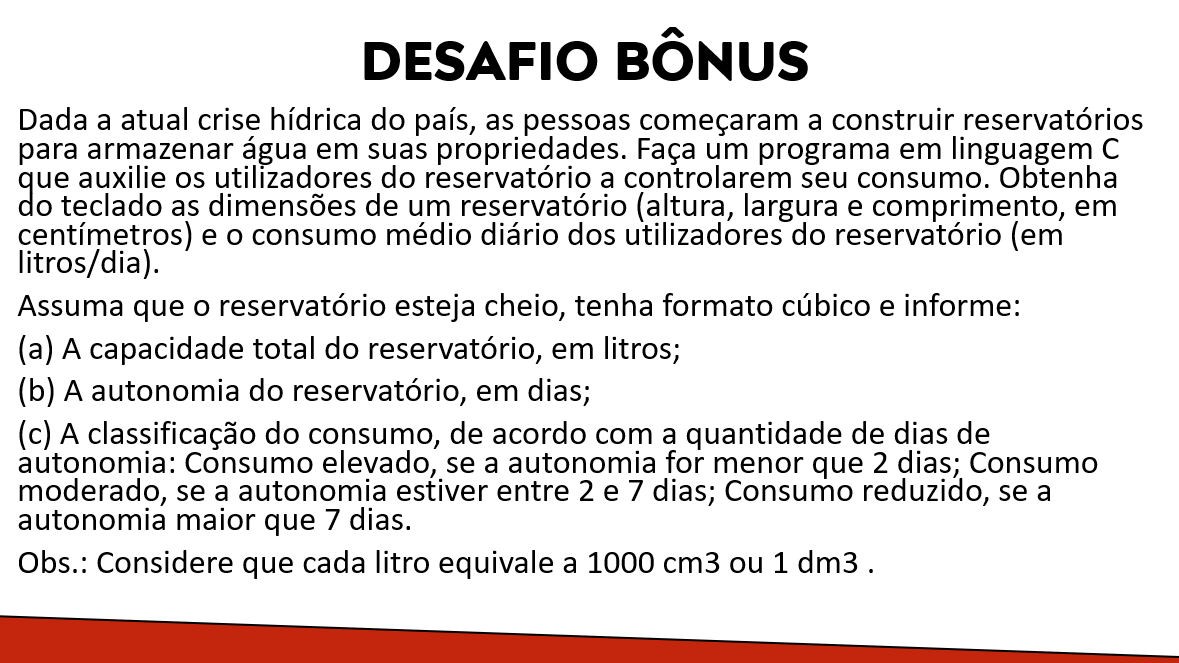 DESAFIO BÔNUS
Dada a atual crise hídrica do país, as pessoas começaram a construir reservatórios
para armazenar água em suas propriedades. Faça um programa em linguagem C
que auxilie os utilizadores do reservatório a controlarem seu consumo. Obtenha
do teclado as dimensões de um reservatório (altura, largura e comprimento, em
centímetros) e o consumo médio diário dos utilizadores do reservatório (em
litros/dia).
Assuma que o reservatório esteja cheio, tenha formato cúbico e informe:
(a) A capacidade total do reservatório, em litros;
(b) A autonomia do reservatório, em dias;
(c) A classificação do consumo, de acordo com a quantidade de dias de
autonomia: Consumo elevado, se a autonomia for menor que 2 dias; Consumo
moderado, se a autonomia estiver entre 2 e 7 dias; Consumo reduzido, se a
autonomia maior que 7 dias.
Obs.: Considere que cada litro equivale a 1000 cm3 ou 1 dm3 .